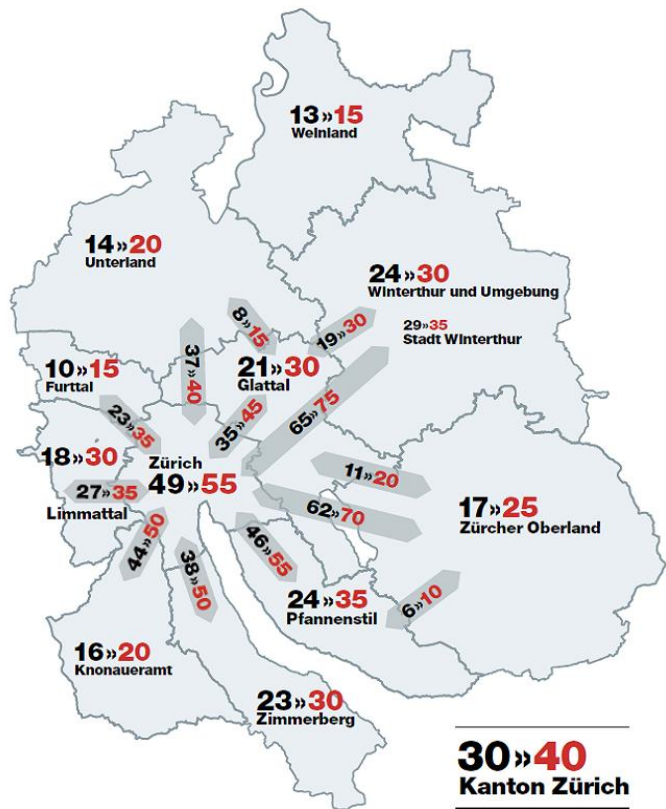 13»15
Weinland
14»20
Unterland
24»30
Winterthur und Umgebung
29»35
Stadt Winterthur
8»15
19»30
37»40
10»15
Furttal
21»30
Glattal
23»35
35»45
65»75
18»30
Zürich
49»55
27»35
Limmattal
11»20
62»70
17»25
Zürcher Oberland
44»50
38»50
46»55
24»35
Pfannenstil
6»10
16»20
Knonaueramt
23»30
Zimmerberg
30»40
Kanton Zürich